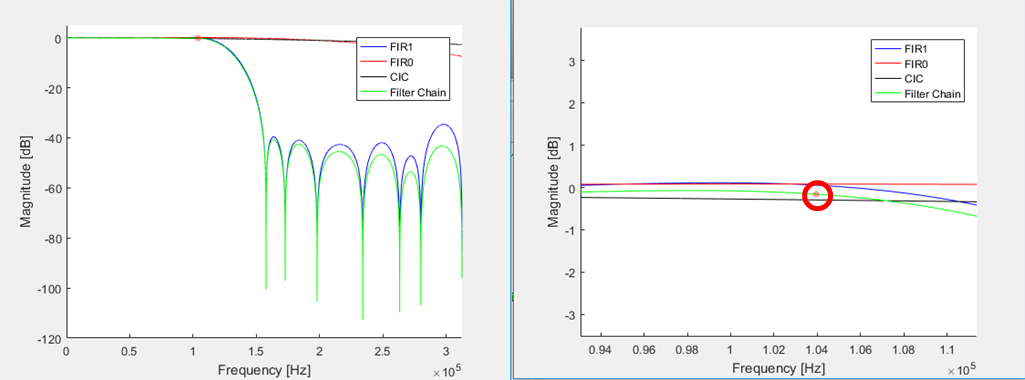 0
-20
-40
-60
-80
-100
-120
Magnitude [dB]
0 0.5 1 1.5 2 2.5 3
Frequency [Hz]
×10^5
FIR1
FIR0
CIC
Filter Chain
3
2
1
0
-1
-2
-3
Magnitude [dB]
0.94 0.96 0.98 1 1.02 1.04 1.06 1.08 1.1
Frequency [Hz]
×10^5
FIR1
FIR0
CIC
Filter Chain